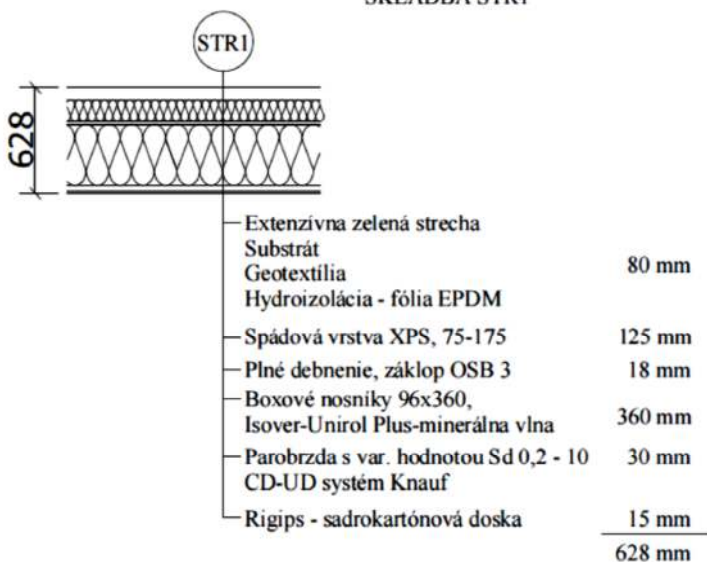 SKLADBA STR1
STR1
628
Extenzívna zelená strecha
Substrát
Geotextília
80 mm
Hydroizolácia - fólia EPDM
Spádová vrstva XPS, 75-175 125 mm
Plné debnenie, záklop OSB 3 18 mm
Boxové nosníky 96x360,
Isover-Unirol Plus-minerálna vlna 360 mm
Parobrzda s var. hodnotou Sd 0,2 - 10 30 mm
CD-UD systém Knauf
Rigips - sadrokartónová doska 15 mm
628 mm